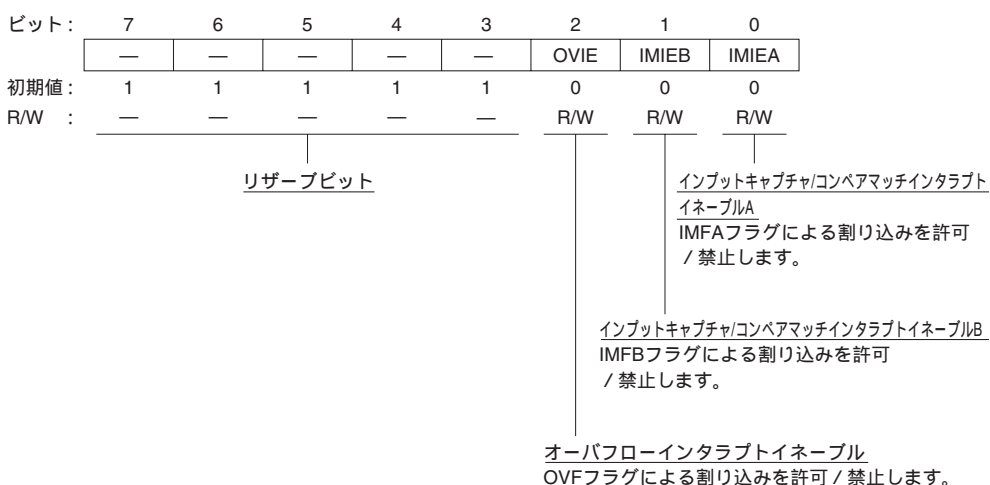 ビット : 7 6 5 4 3 2 1 0
— — — — — OVIE IMIEB IMIEA
初期値 : 1 1 1 1 1 0 0 0
R/W : — — — — — R/W R/W R/W
リザーブビット
インプットキャプチャ/コンペアマッチインタラプト
イネーブルA
IMFAフラグによる割り込みを許可
/ 禁止します。
インプットキャプチャ/コンペアマッチインタラプトイネーブルB
IMFBフラグによる割り込みを許可
/ 禁止します。
オーバフローインタラプトイネーブル
OVFフラグによる割り込みを許可 / 禁止します。